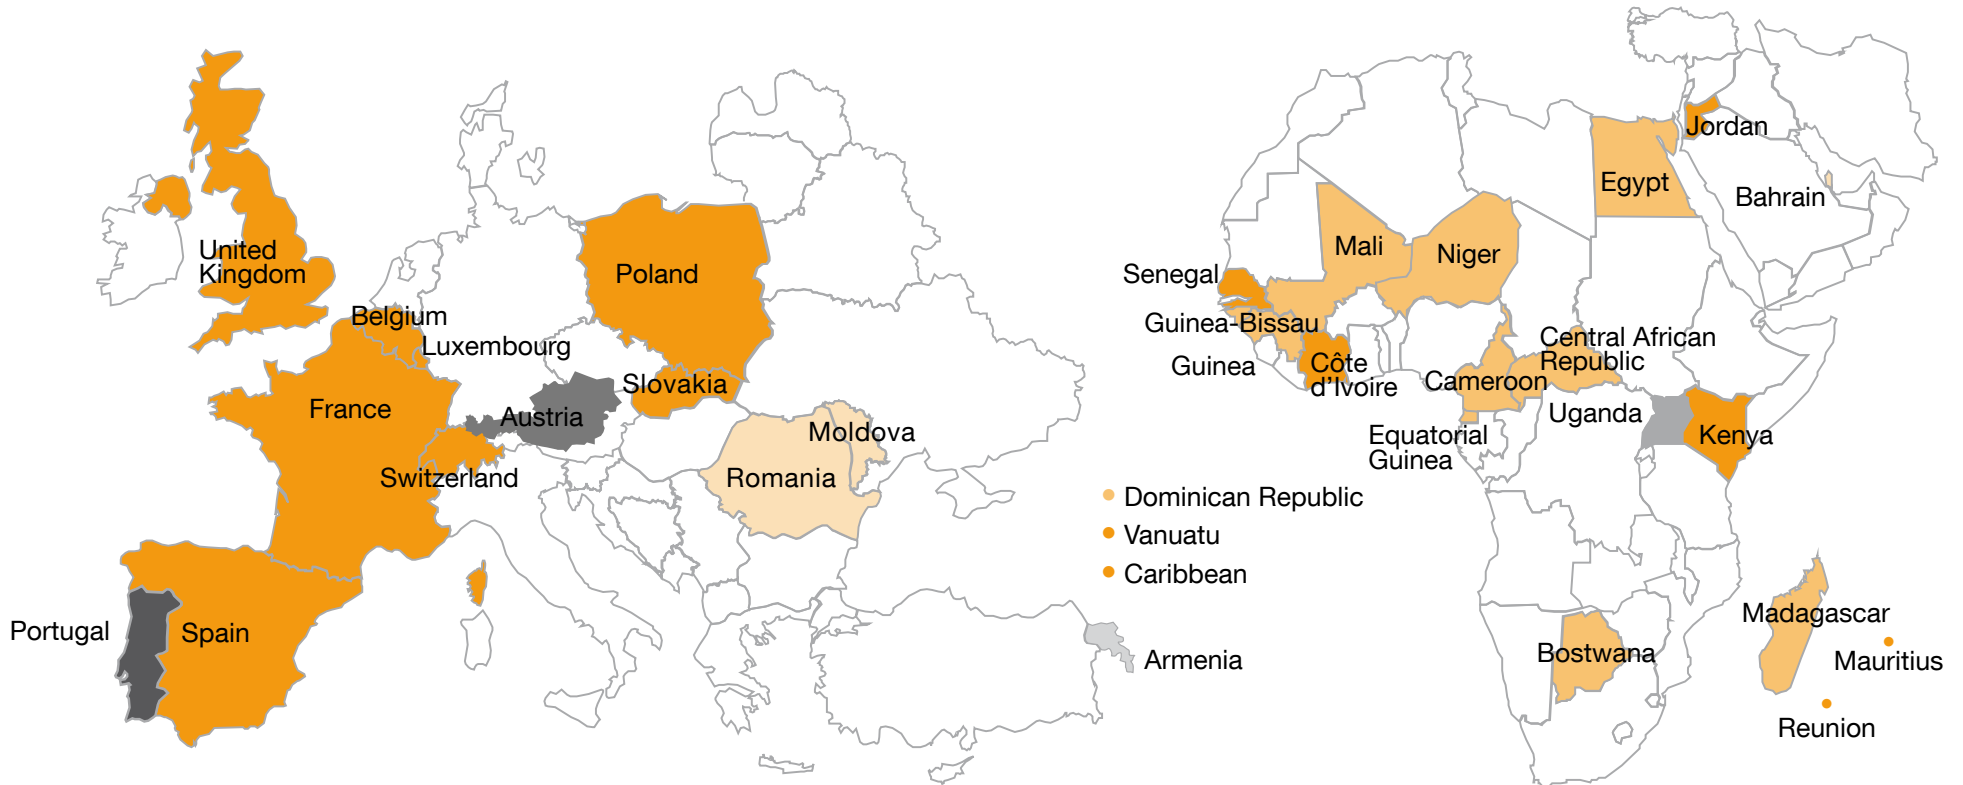 United
Kingdom
Poland
Belgium
Luxembourg
Slovakia
France
Austria
Moldova
Switzerland
Romania
Portugal
Spain
Armenia
Jordan
Egypt
Bahrain
Mali
Niger
Senegal
Guinea-Bissau
Central African
Republic
Guinea
Côte
d'Ivoire
Cameroon
Uganda
Kenya
Equatorial
Guinea
Dominican Republic
Vanuatu
Caribbean
Madagascar
Bostwana
Mauritius
Reunion